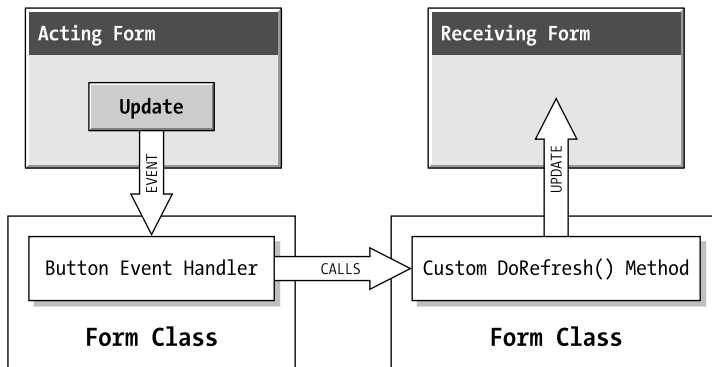 Acting Form
Receiving Form
Update
EVENT
UPDATE
Button Event Handler
CALLS
Custom DoRefresh() Method
Form Class
Form Class